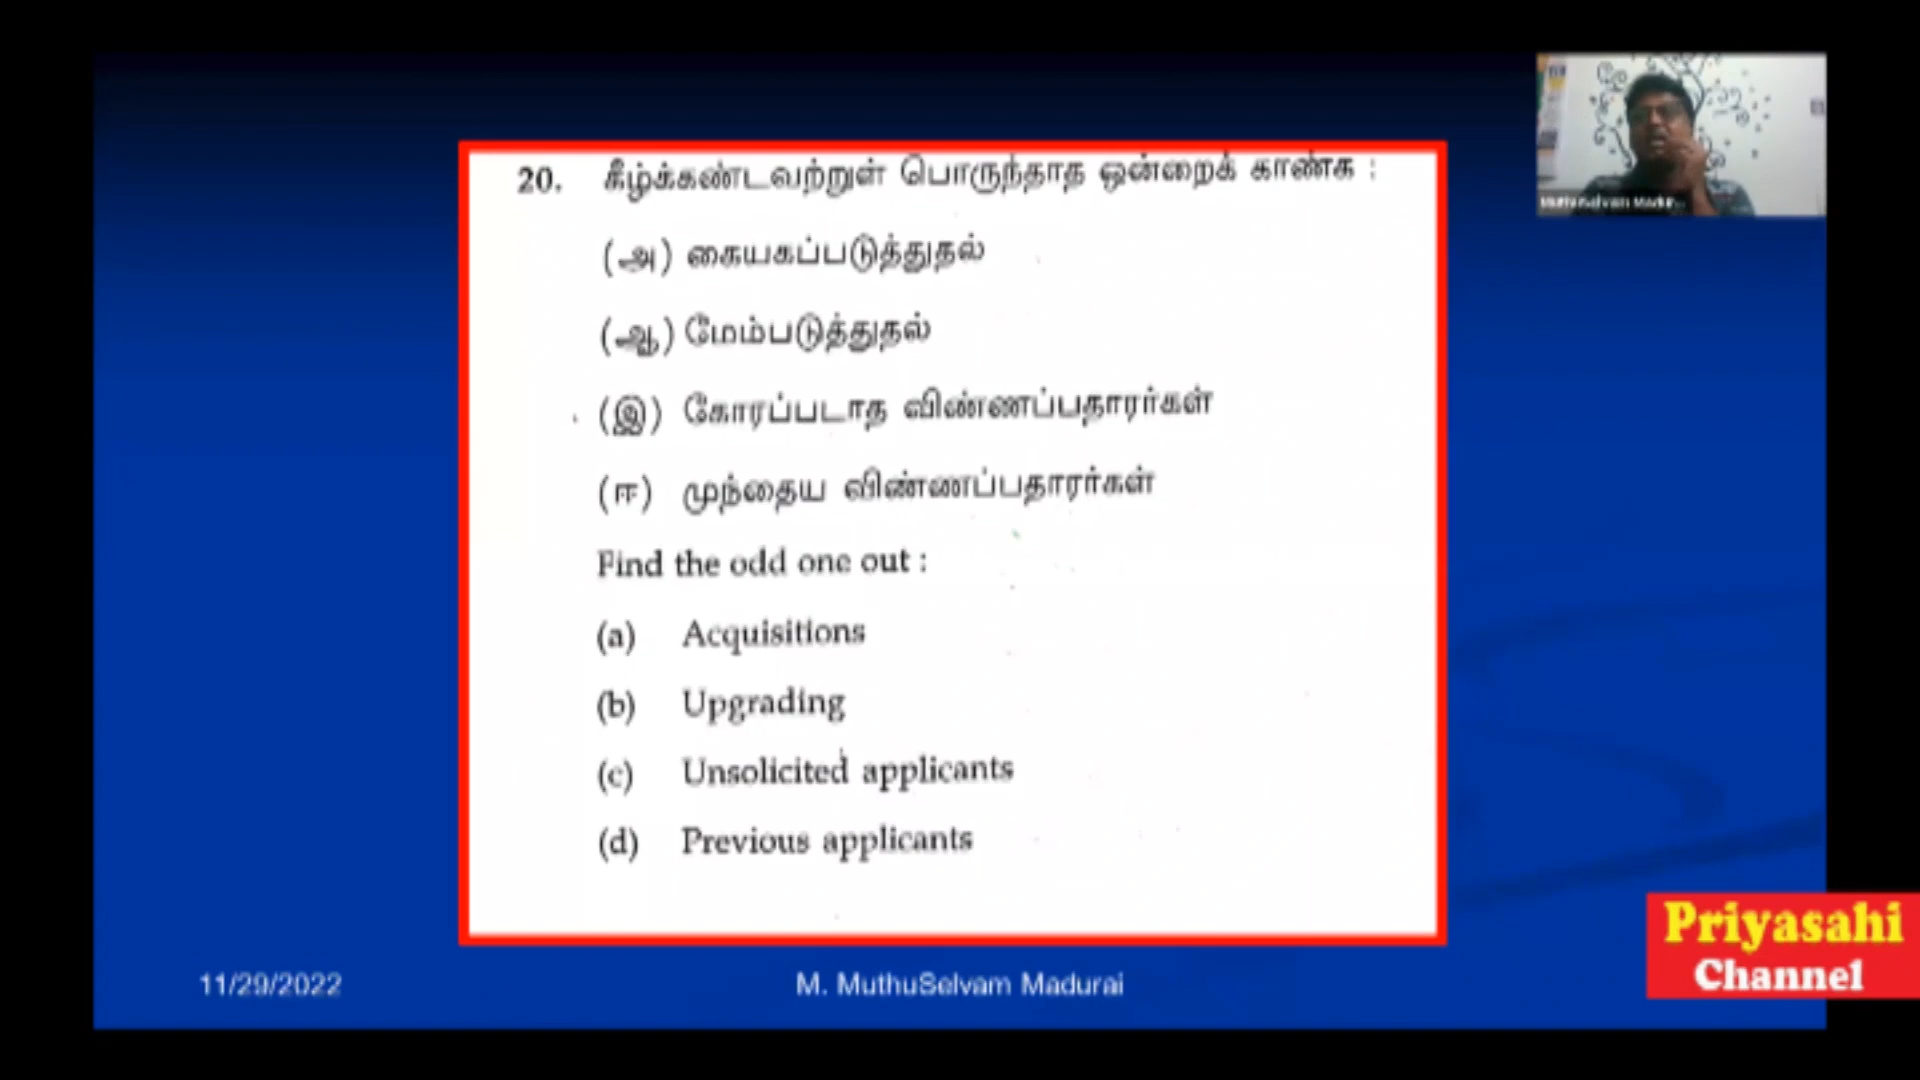 20. கீழ்க்கண்டவற்றுள் பொருந்தாத ஒன்றைக் காண்க :
(அ) கையகப்படுத்துதல்
(ஆ) மேம்படுத்துதல்
(இ) கோரப்படாத விண்ணப்பதாரர்கள்
(ஈ) முந்தைய விண்ணப்பதாரர்கள்
Find the odd one out :
(a) Acquisitions
(b) Upgrading
(c) Unsolicited applicants
(d) Previous applicants
11/29/2022
M. MuthuSelvam Madurai
Priyasahi
Channel